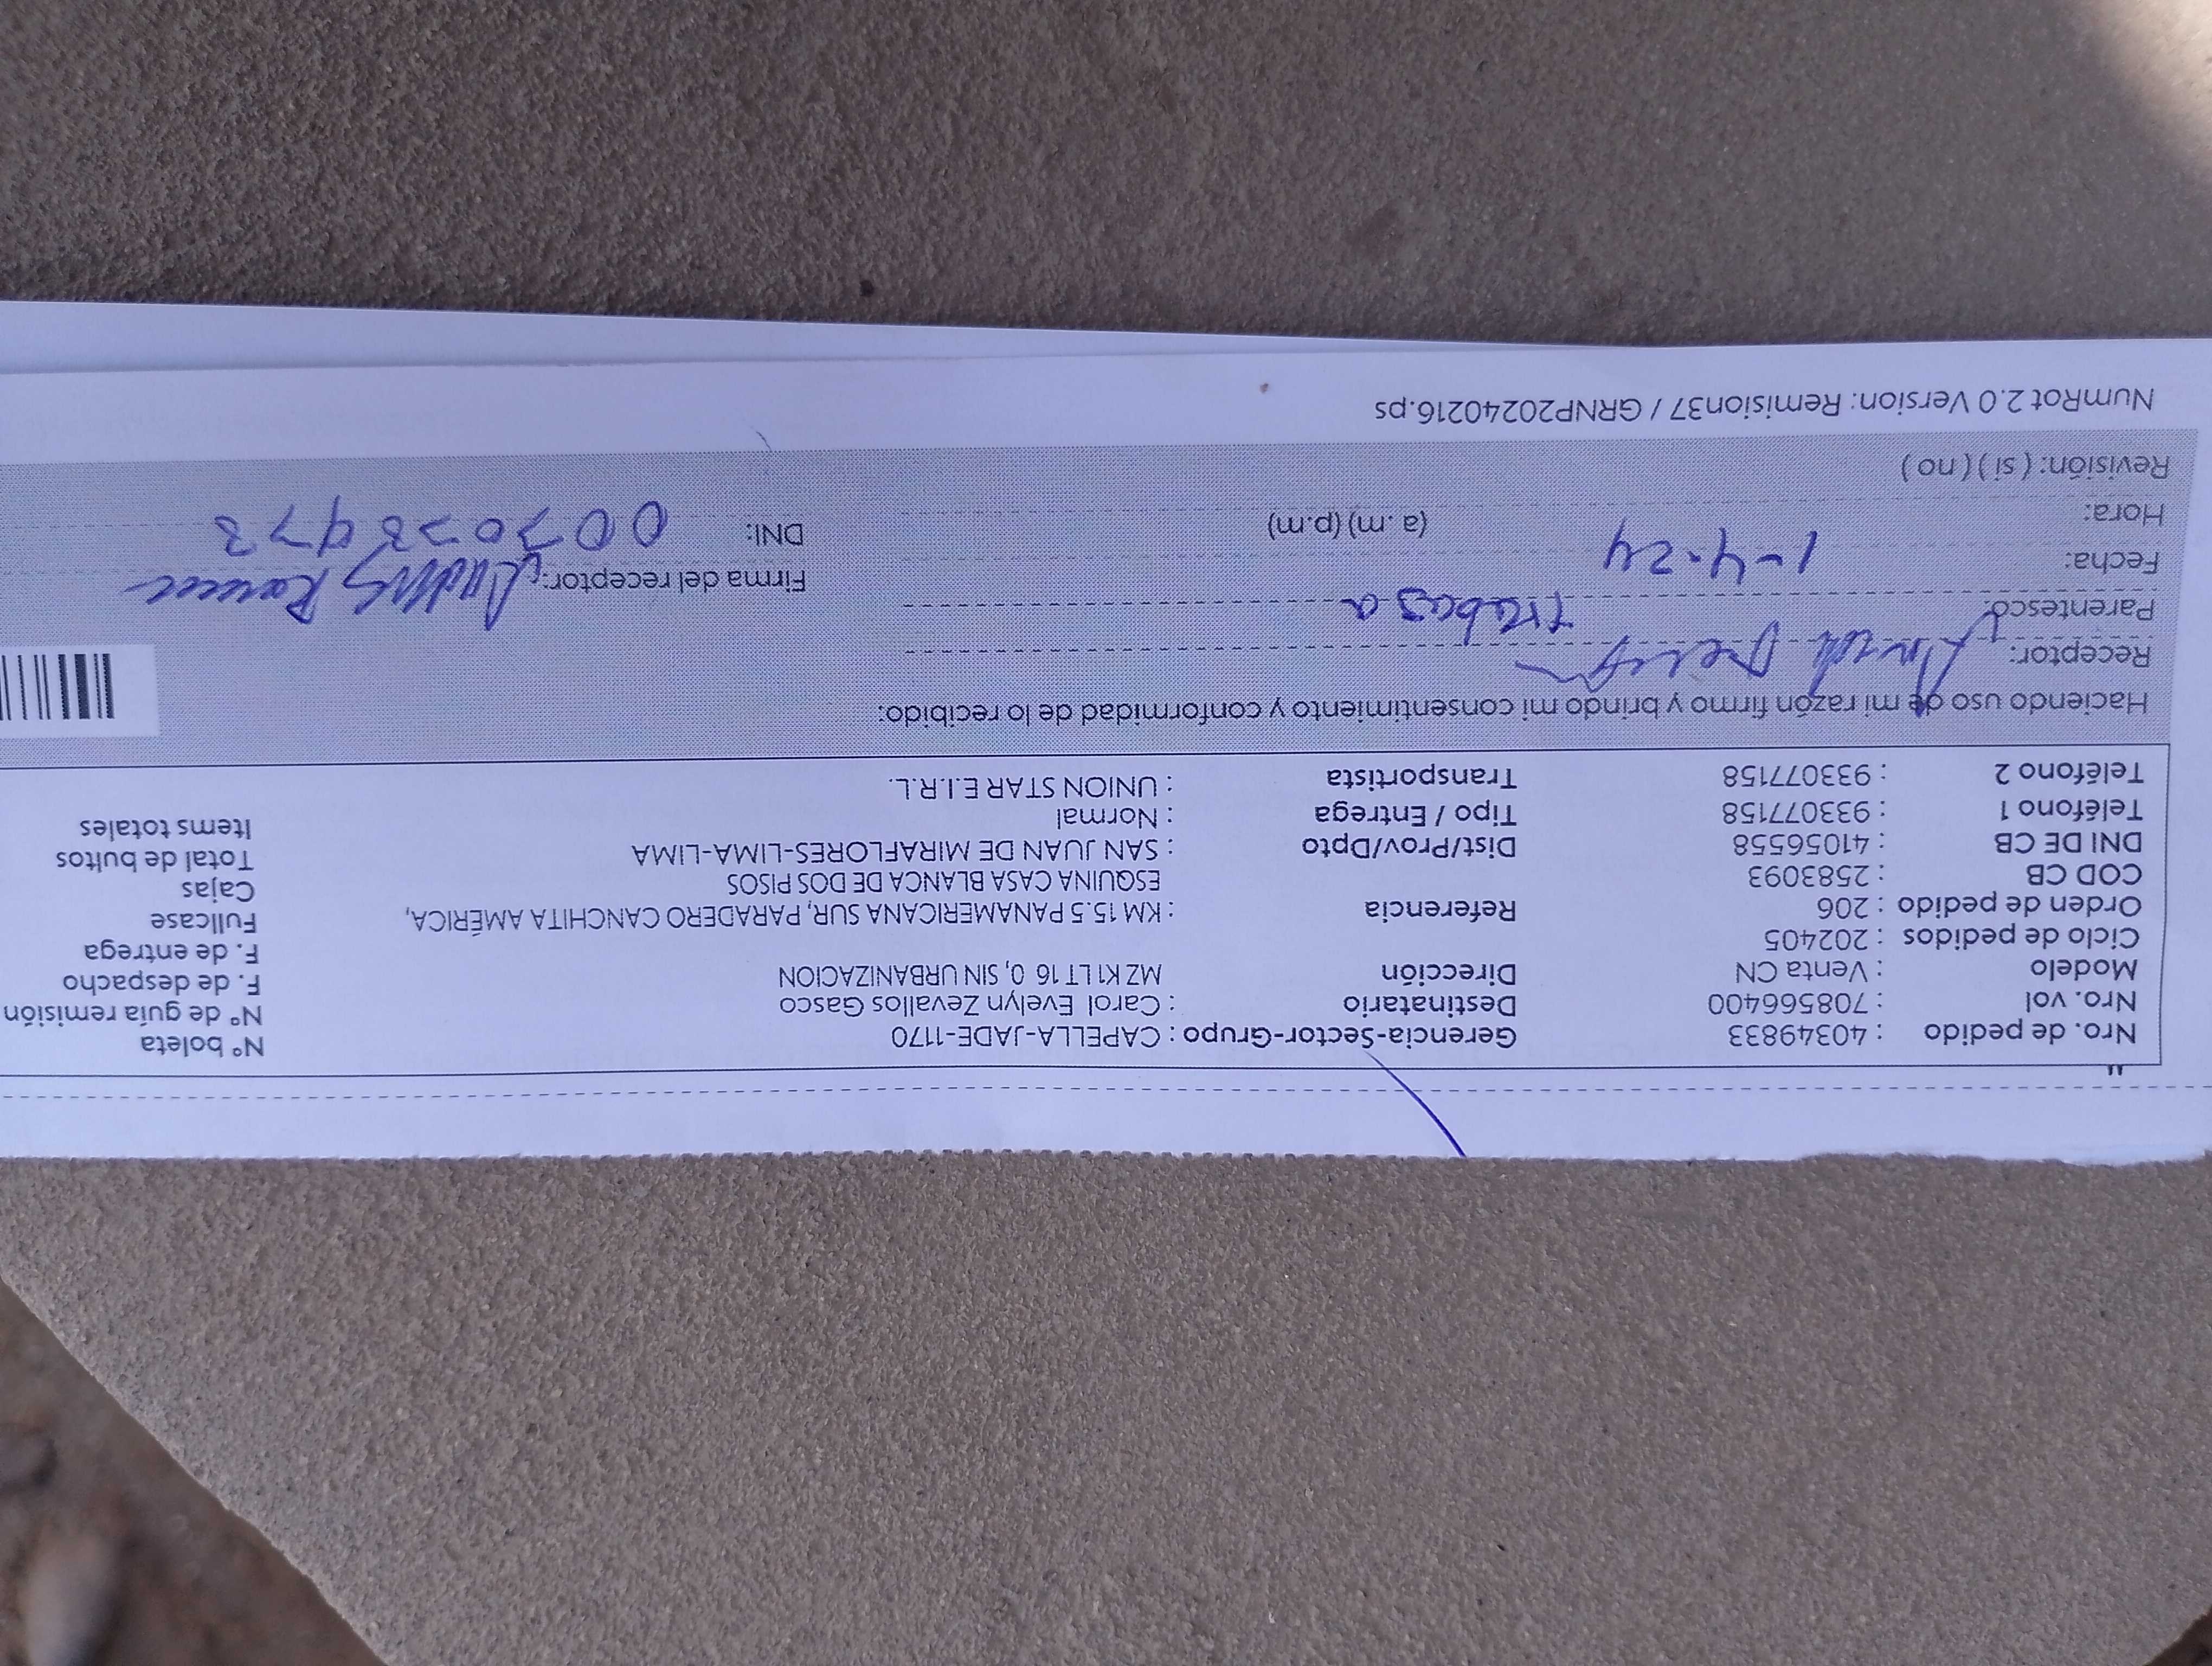 Nro. de pedido : 40349833 Gerencia-Sector-Grupo : CAPELLA-JADE-1170 N° boleta
Nro. vol : 708566400 Destinatario : Carol Evelyn Zevallos Gasco N° de guía remisión
Modelo : Venta CN Dirección MZ K1 LT 16 0, SIN URBANIZACION F. de despacho
Ciclo de pedidos : 202405 F. de entrega
Orden de pedido : 206 Referencia : KM 15.5 PANAMERICANA SUR, PARADERO CANCHITA AMÉRICA, Fullcase
COD CB : 2583093 ESQUINA CASA BLANCA DE DOS PISOS Cajas
DNI DE CB : 41056558 Dist/Prov/Dpto : SAN JUAN DE MIRAFLORES-LIMA-LIMA Total de bultos
Teléfono 1 : 933077158 Tipo / Entrega : Normal Items totales
Teléfono 2 : 933077158 Transportista : UNION STAR E.I.R.L.
Haciendo uso de mi razón firmo y brindo mi consentimiento y conformidad de lo recibido:
Receptor:
Parentesco: trabaja Firma del receptor:
Fecha: 1-4-24 DNI:
Hora: (a.m) (p.m)
Revisión: ( si ) ( no )
NumRot 2.0 Version: Remision37 / GRNP20240216.ps